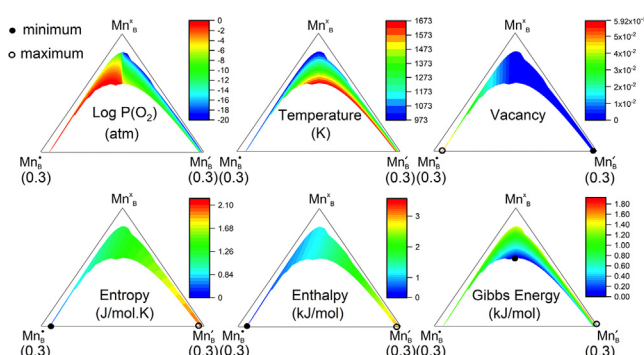 ● minimum
○ maximum
Mn^x_B
Mn^x_B
Mn^x_B
0
-2
-4
-6
-8
-10
-12
-14
-16
-18
-20
1673
1573
1473
1373
1273
1173
1073
973
5.92x10
5x10^-2
4x10^-2
3x10^-2
2x10^-2
1x10^-2
0
Log P(O2)
(atm)
Temperature
(K)
Vacancy
Mn^•_B
(0.3)
Mn'_B
(0.3)
Mn^•_B
(0.3)
Mn'_B
(0.3)
Mn^•_B
(0.3)
Mn'_B
(0.3)
Mn^x_B
Mn^x_B
Mn^x_B
2.10
1.68
1.26
0.84
0
3
2
1
0
1.80
1.60
1.40
1.20
1.00
0.80
0.60
0.40
0.20
0.00
Entropy
(J/mol.K)
Enthalpy
(kJ/mol)
Gibbs Energy
(kJ/mol)
Mn^•_B
(0.3)
Mn'_B
(0.3)
Mn^•_B
(0.3)
Mn'_B
(0.3)
Mn^•_B
(0.3)
Mn'_B
(0.3)